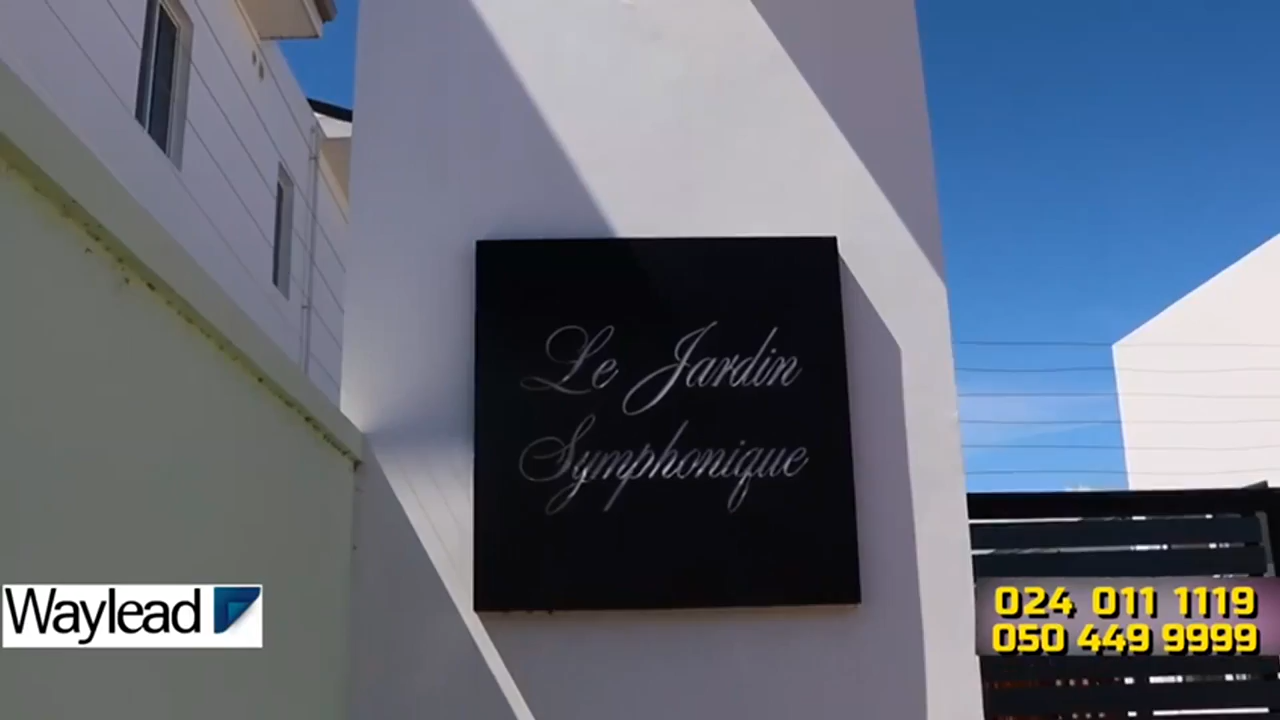 Le Jardin
Symphonique
Waylead
024 011 1119
050 449 9999